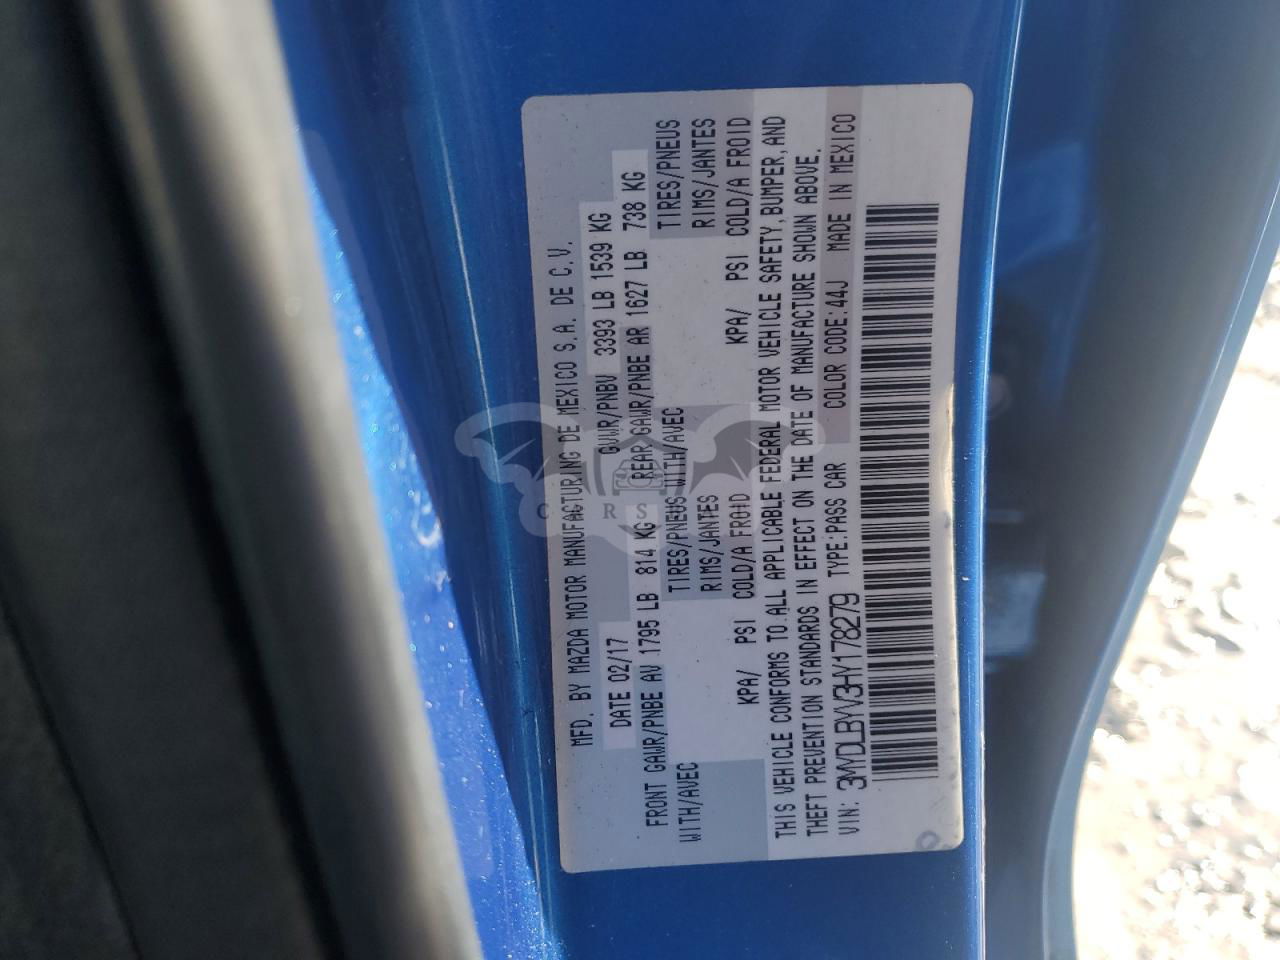 MFD. BY MAZDA MOTOR MANUFACTURING DE MEXICO S.A. DE C.V.
DATE 02/17 GVWR/PNBV 3393 LB 1539 KG
FRONT GAWR/PNBE AV 1795 LB 814 KG REAR GAWR/PNBE AR 1627 LB 738 KG
WITH/AVEC TIRES/PNEUS WITH/AVEC TIRES/PNEUS
RIMS/JANTES RIMS/JANTES
KPA/ PSI COLD/A FROID KPA/ PSI COLD/A FROID
THIS VEHICLE CONFORMS TO ALL APPLICABLE FEDERAL MOTOR VEHICLE SAFETY, BUMPER, AND
THEFT PREVENTION STANDARDS IN EFFECT ON THE DATE OF MANUFACTURE SHOWN ABOVE.
VIN: 3MYDLBYV3HY178279 TYPE:PASS CAR COLOR CODE:44J MADE IN MEXICO